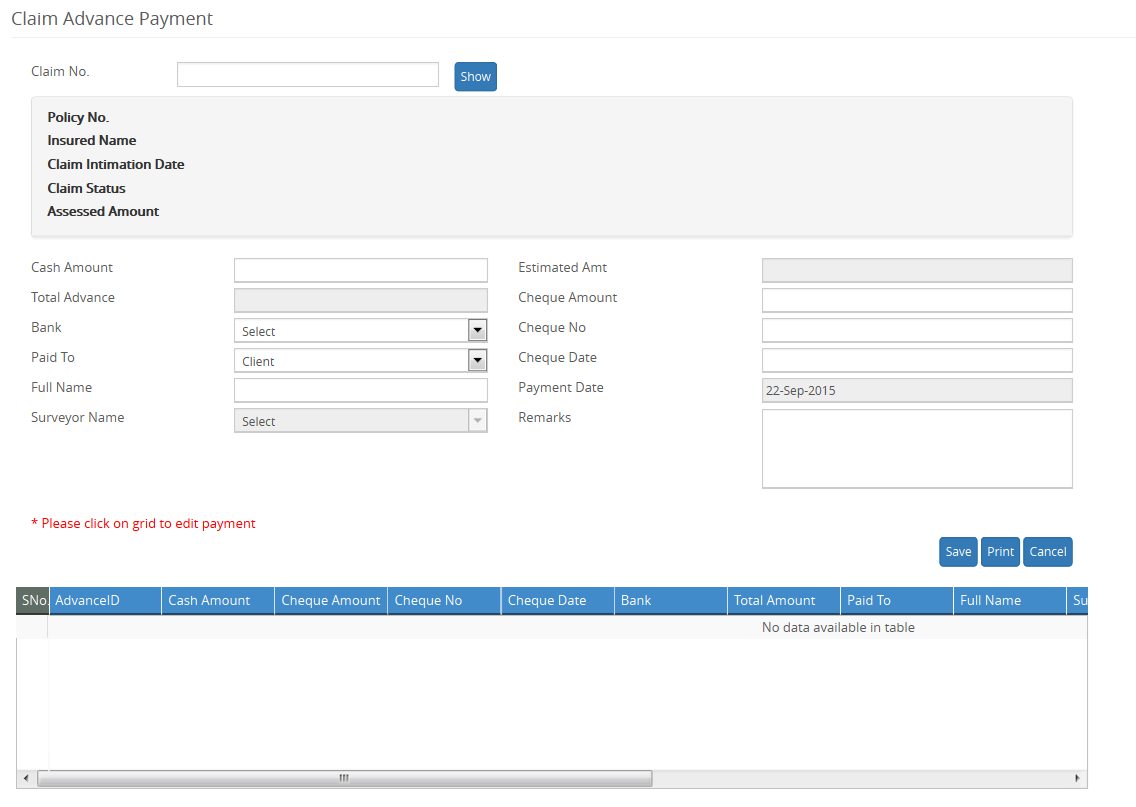 Claim Advance Payment
Claim No.
Show
Policy No.
Insured Name
Claim Intimation Date
Claim Status
Assessed Amount
Cash Amount
Estimated Amt
Total Advance
Cheque Amount
Bank
Select
Cheque No
Paid To
Client
Cheque Date
Full Name
Payment Date
22-Sep-2015
Surveyor Name
Select
Remarks
* Please click on grid to edit payment
Save Print Cancel
SNo. AdvanceID Cash Amount Cheque Amount Cheque No Cheque Date Bank Total Amount Paid To Full Name Su
No data available in table